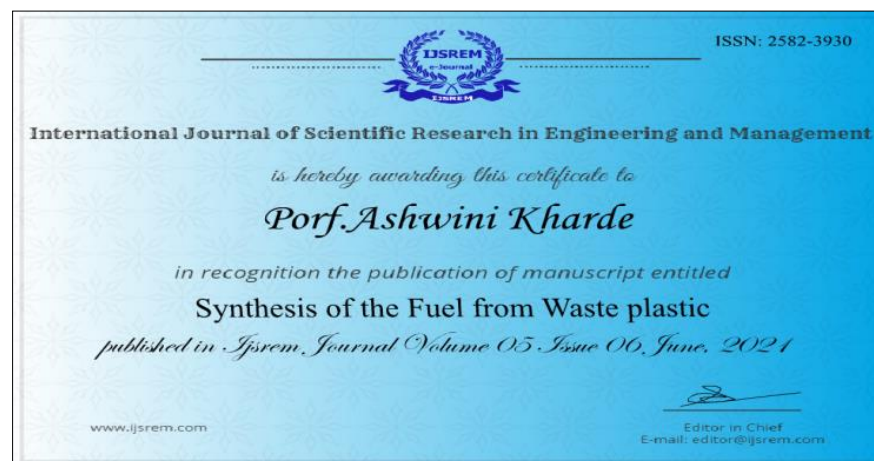 ISSN: 2582-3930
IJSREM
e-Journal
IJSREM
International Journal of Scientific Research in Engineering and Management
is hereby awarding this certificate to
Porf.Ashwini Kharde
in recognition the publication of manuscript entitled
Synthesis of the Fuel from Waste plastic
published in Ijsrem Journal Volume 05 Issue 06 June, 2021
www.ijsrem.com
Editor in Chief
E-mail: editor@ijsrem.com